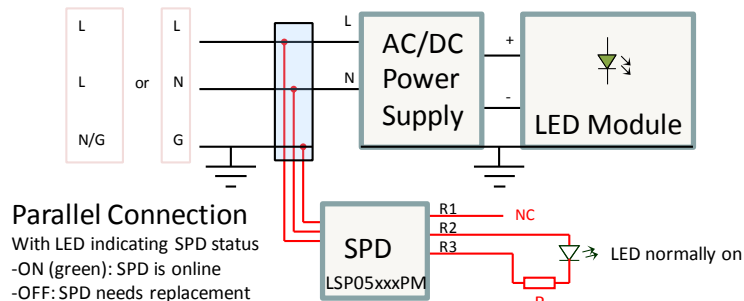 L L L
L or N N
N/G G
AC/DC
Power
Supply
+
-
LED Module
Parallel Connection
With LED indicating SPD status
-ON (green): SPD is online
-OFF: SPD needs replacement
SPD
LSP05xxxPM
R1 NC
R2
R3
LED normally on